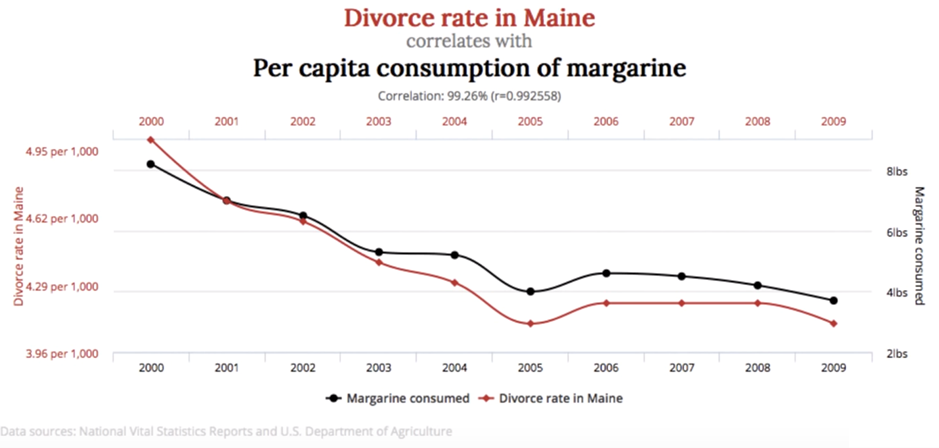 Divorce rate in Maine
correlates with
Per capita consumption of margarine
Correlation: 99.26% (r=0.992558)
2000 2001 2002 2003 2004 2005 2006 2007 2008 2009
4.95 per 1,000
4.62 per 1,000
4.29 per 1,000
3.96 per 1,000
Divorce rate in Maine
8lbs
6lbs
4lbs
2lbs
Margarine consumed
2000 2001 2002 2003 2004 2005 2006 2007 2008 2009
Margarine consumed Divorce rate in Maine
Data sources: National Vital Statistics Reports and U.S. Department of Agriculture